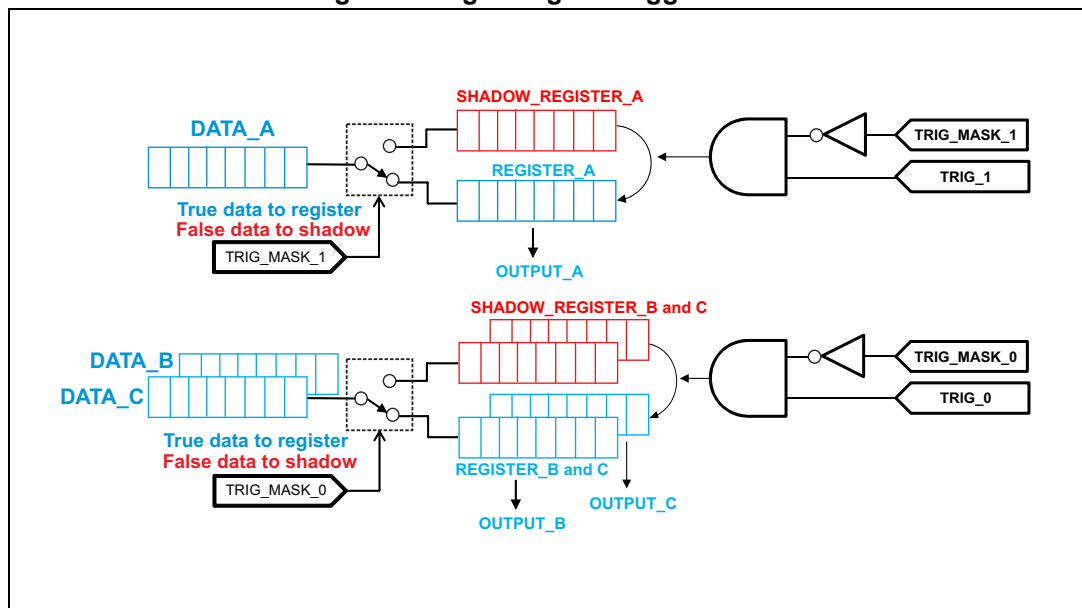 SHADOW_REGISTER_A
DATA_A
TRIG_MASK_1
REGISTER_A
TRIG_1
True data to register
False data to shadow
TRIG_MASK_1
OUTPUT_A
SHADOW_REGISTER_B and C
DATA_B
TRIG_MASK_0
DATA_C
TRIG_0
True data to register
False data to shadow
REGISTER_B and C
TRIG_MASK_0
OUTPUT_C
OUTPUT_B